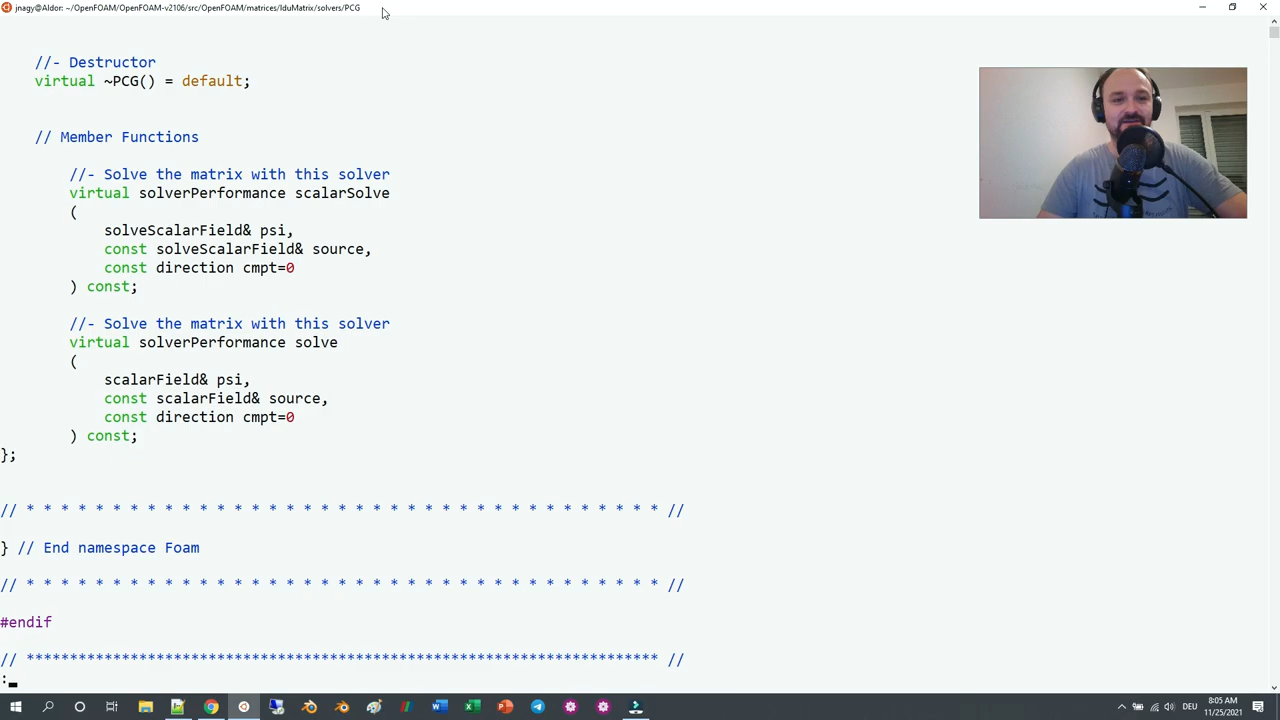 jnagy@Aldor: ~/OpenFOAM/OpenFOAM-v2106/src/OpenFOAM/matrices/lduMatrix/solvers/PCG
//- Destructor
virtual ~PCG() = default;
// Member Functions
//- Solve the matrix with this solver
virtual solverPerformance scalarSolve
(
solveScalarField& psi,
const solveScalarField& source,
const direction cmpt=0
) const;
//- Solve the matrix with this solver
virtual solverPerformance solve
(
scalarField& psi,
const scalarField& source,
const direction cmpt=0
) const;
};
// * * * * * * * * * * * * * * * * * * * * * * * * * * * * * * * * * * * * * //
} // End namespace Foam
// * * * * * * * * * * * * * * * * * * * * * * * * * * * * * * * * * * * * * //
#endif
// ************************************************************************* //
:
DEU
8:05 AM
11/25/2021